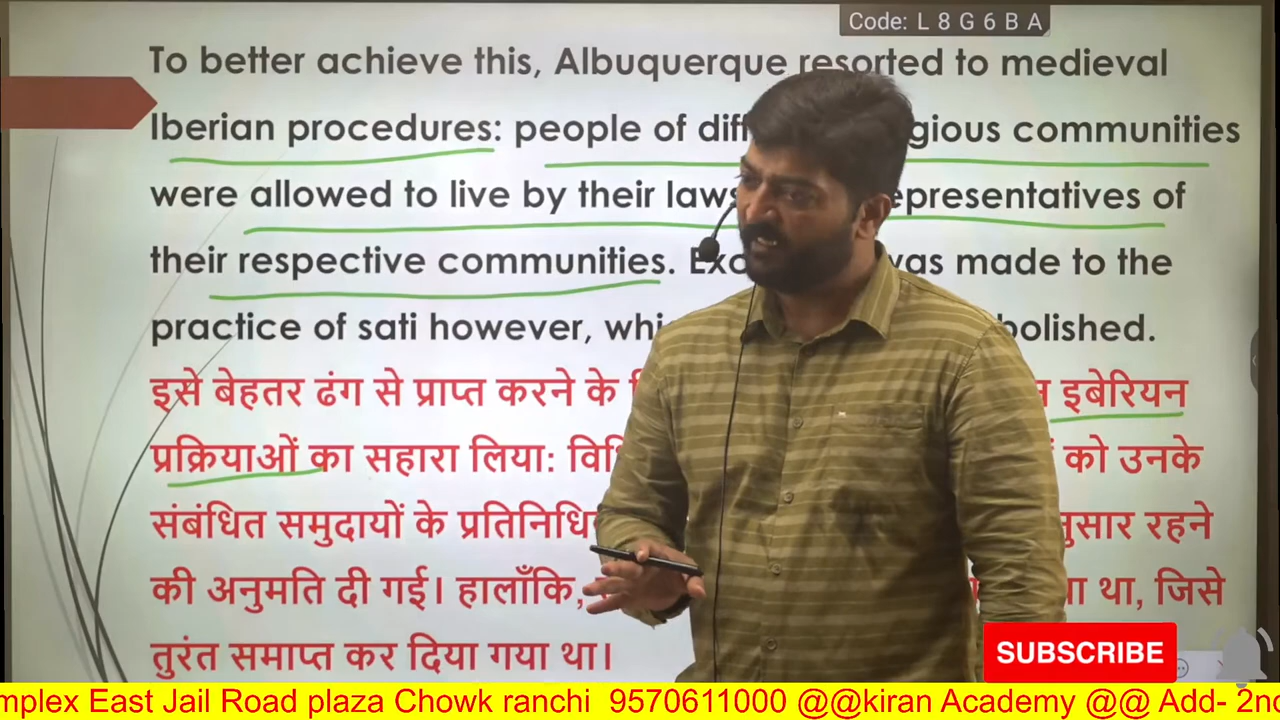 Code: L 8 G 6 B A
To better achieve this, Albuquerque resorted to medieval
Iberian procedures: people of gious communities
were allowed to live by their laws epresentatives of
their respective communities. Exc was made to the
practice of sati however, whi bolished.
इसे बेहतर ढंग से प्राप्त करने के इबेरियन
प्रक्रियाओं का सहारा लिया: को उनके
संबंधित समुदायों के प्रतिनिधि नुसार रहने
की अनुमति दी गई। हालाँकि, था, जिसे
तुरंत समाप्त कर दिया गया था।
SUBSCRIBE
mplex East Jail Road plaza Chowk ranchi 9570611000 @@kiran Academy @@ Add- 2nd